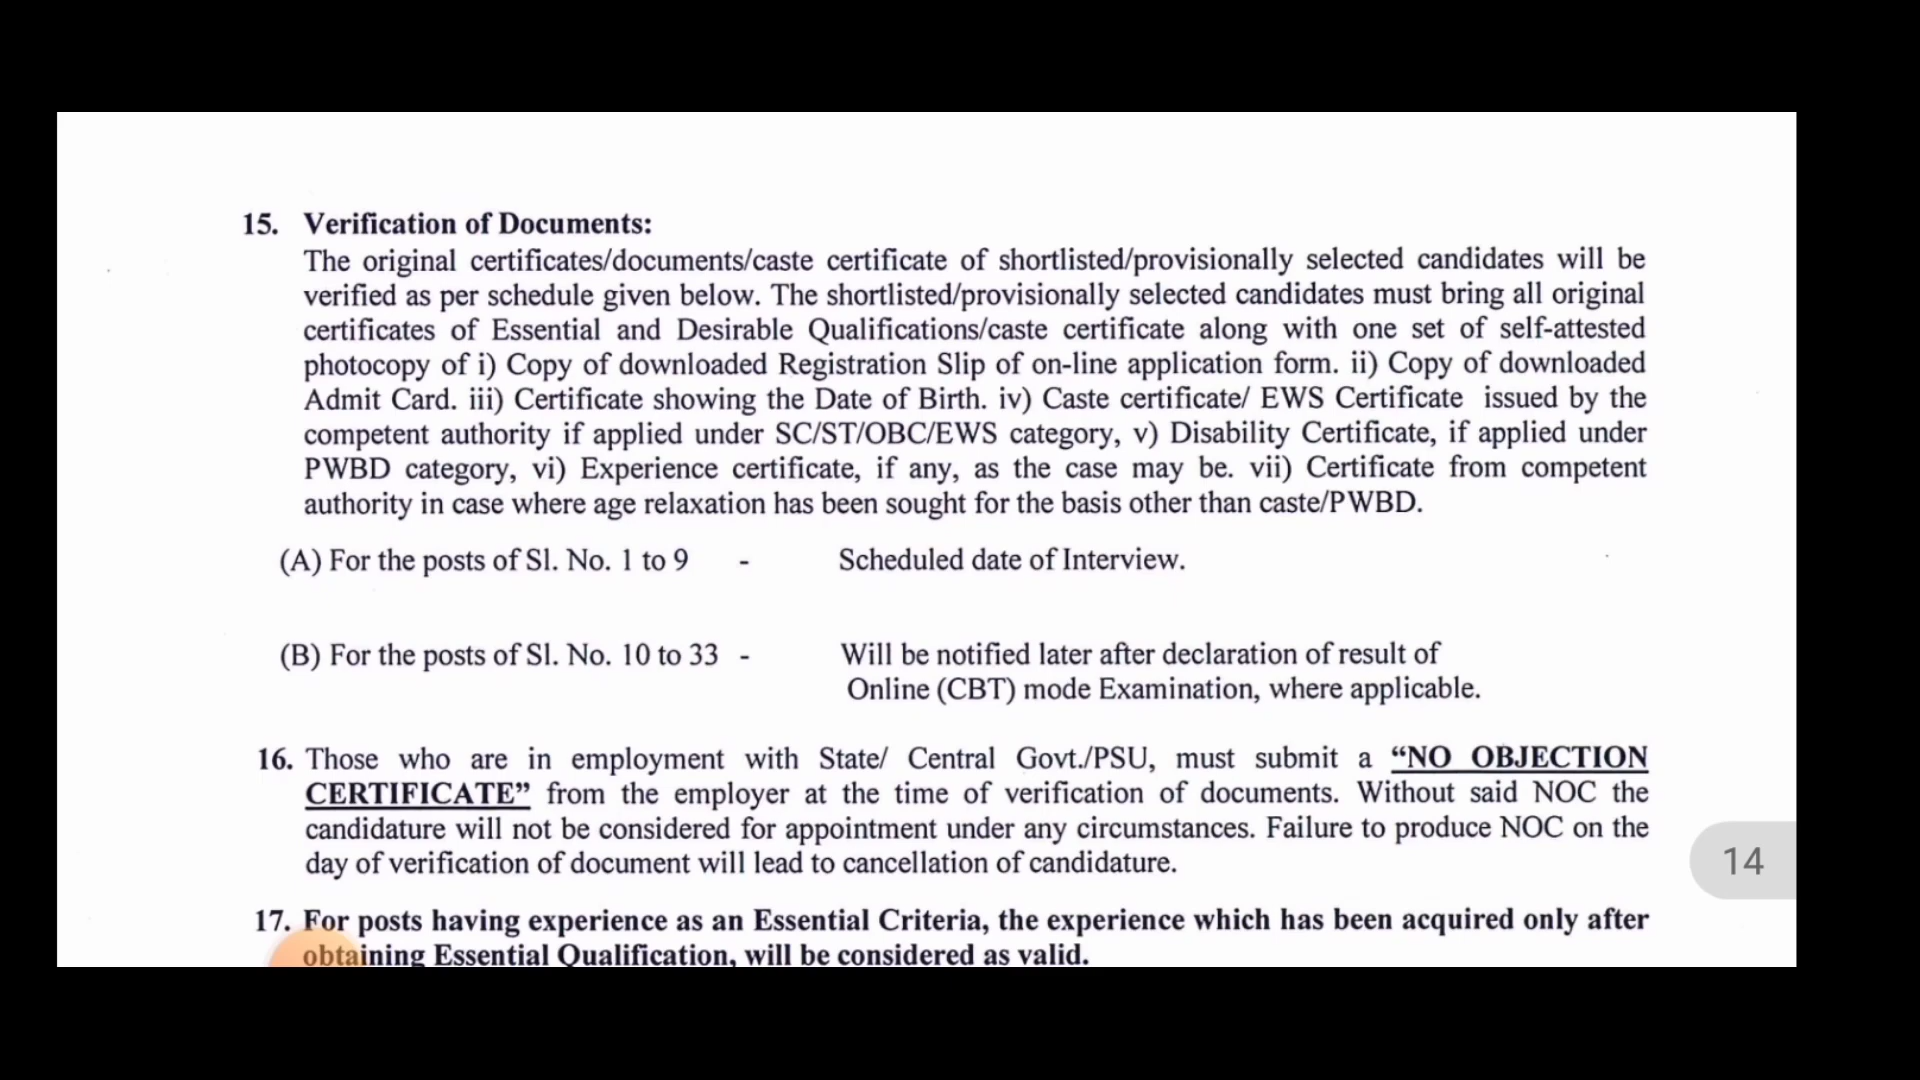 15. Verification of Documents:
The original certificates/documents/caste certificate of shortlisted/provisionally selected candidates will be
verified as per schedule given below. The shortlisted/provisionally selected candidates must bring all original
certificates of Essential and Desirable Qualifications/caste certificate along with one set of self-attested
photocopy of i) Copy of downloaded Registration Slip of on-line application form. ii) Copy of downloaded
Admit Card. iii) Certificate showing the Date of Birth. iv) Caste certificate/ EWS Certificate issued by the
competent authority if applied under SC/ST/OBC/EWS category, v) Disability Certificate, if applied under
PWBD category, vi) Experience certificate, if any, as the case may be. vii) Certificate from competent
authority in case where age relaxation has been sought for the basis other than caste/PWBD.
(A) For the posts of Sl. No. 1 to 9 - Scheduled date of Interview.
(B) For the posts of Sl. No. 10 to 33 - Will be notified later after declaration of result of
Online (CBT) mode Examination, where applicable.
16. Those who are in employment with State/ Central Govt./PSU, must submit a “NO OBJECTION
CERTIFICATE” from the employer at the time of verification of documents. Without said NOC the
candidature will not be considered for appointment under any circumstances. Failure to produce NOC on the
day of verification of document will lead to cancellation of candidature.
14
17. For posts having experience as an Essential Criteria, the experience which has been acquired only after
obtaining Essential Qualification, will be considered as valid.